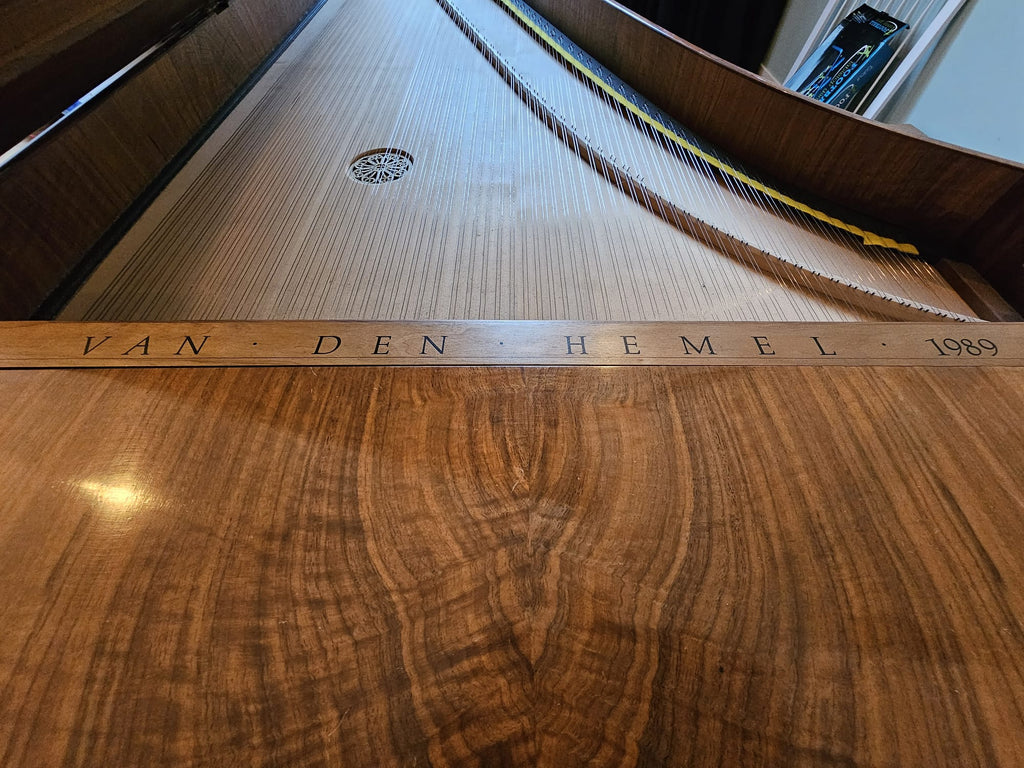 VAN · DEN · HEMEL · 1989